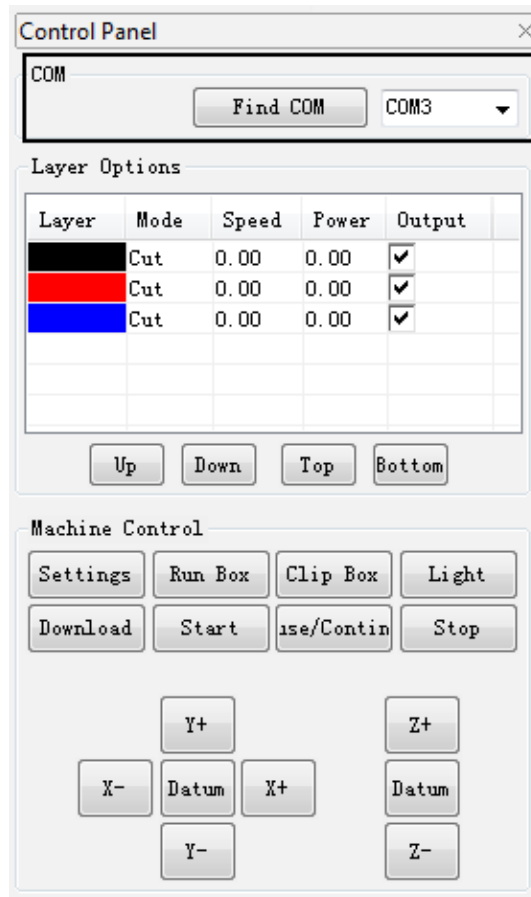 Control Panel
COM
Find COM COM3
Layer Options
Layer Mode Speed Power Output
Cut 0.00 0.00
Cut 0.00 0.00
Cut 0.00 0.00
Up Down Top Bottom
Machine Control
Settings Run Box Clip Box Light
Download Start use/Contin Stop
Y+ Z+
X- Datum X+ Datum
Y- Z-